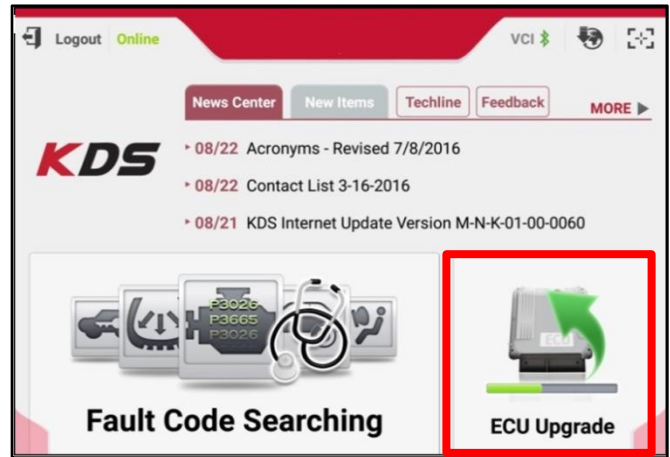 Logout Online VCI
News Center New Items Techline Feedback MORE
KDS
08/22 Acronyms - Revised 7/8/2016
08/22 Contact List 3-16-2016
08/21 KDS Internet Update Version M-N-K-01-00-0060
P3026
P3665
P3026
ECU
Fault Code Searching
ECU Upgrade